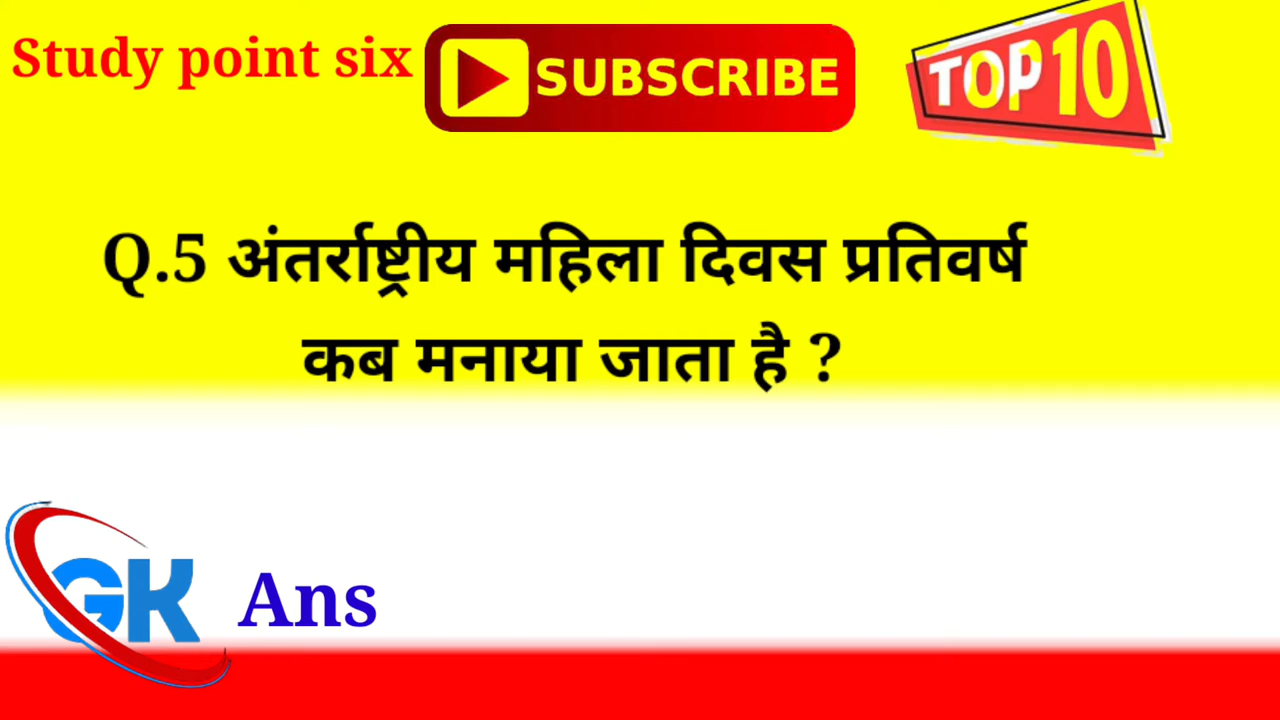 Study point six
SUBSCRIBE
TOP 10
Q.5 अंतर्राष्ट्रीय महिला दिवस प्रतिवर्ष
कब मनाया जाता है ?
GK
Ans